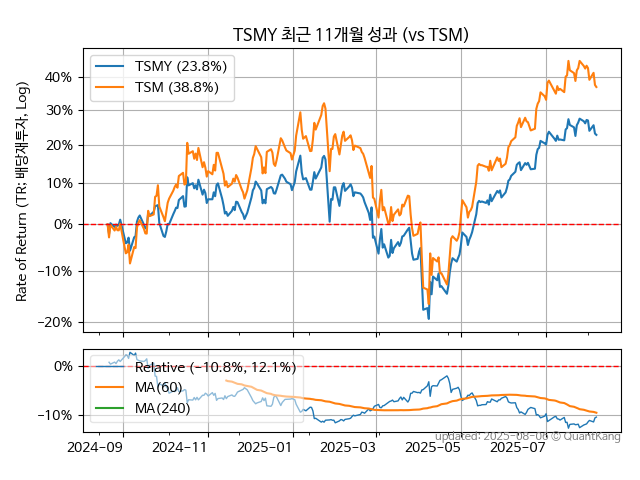 TSMY 최근 11개월 성과 (vs TSM)
Rate of Return (TR: 배당재투자, Log)
TSMY (23.8%)
TSM (38.8%)
40%
30%
20%
10%
0%
−10%
−20%
Relative (−10.8%, 12.1%)
MA(60)
MA(240)
0%
−10%
2024−09
2024−11
2025−01
2025−03
2025−05
2025−07
updated: 2025−08−06 © QuantKang